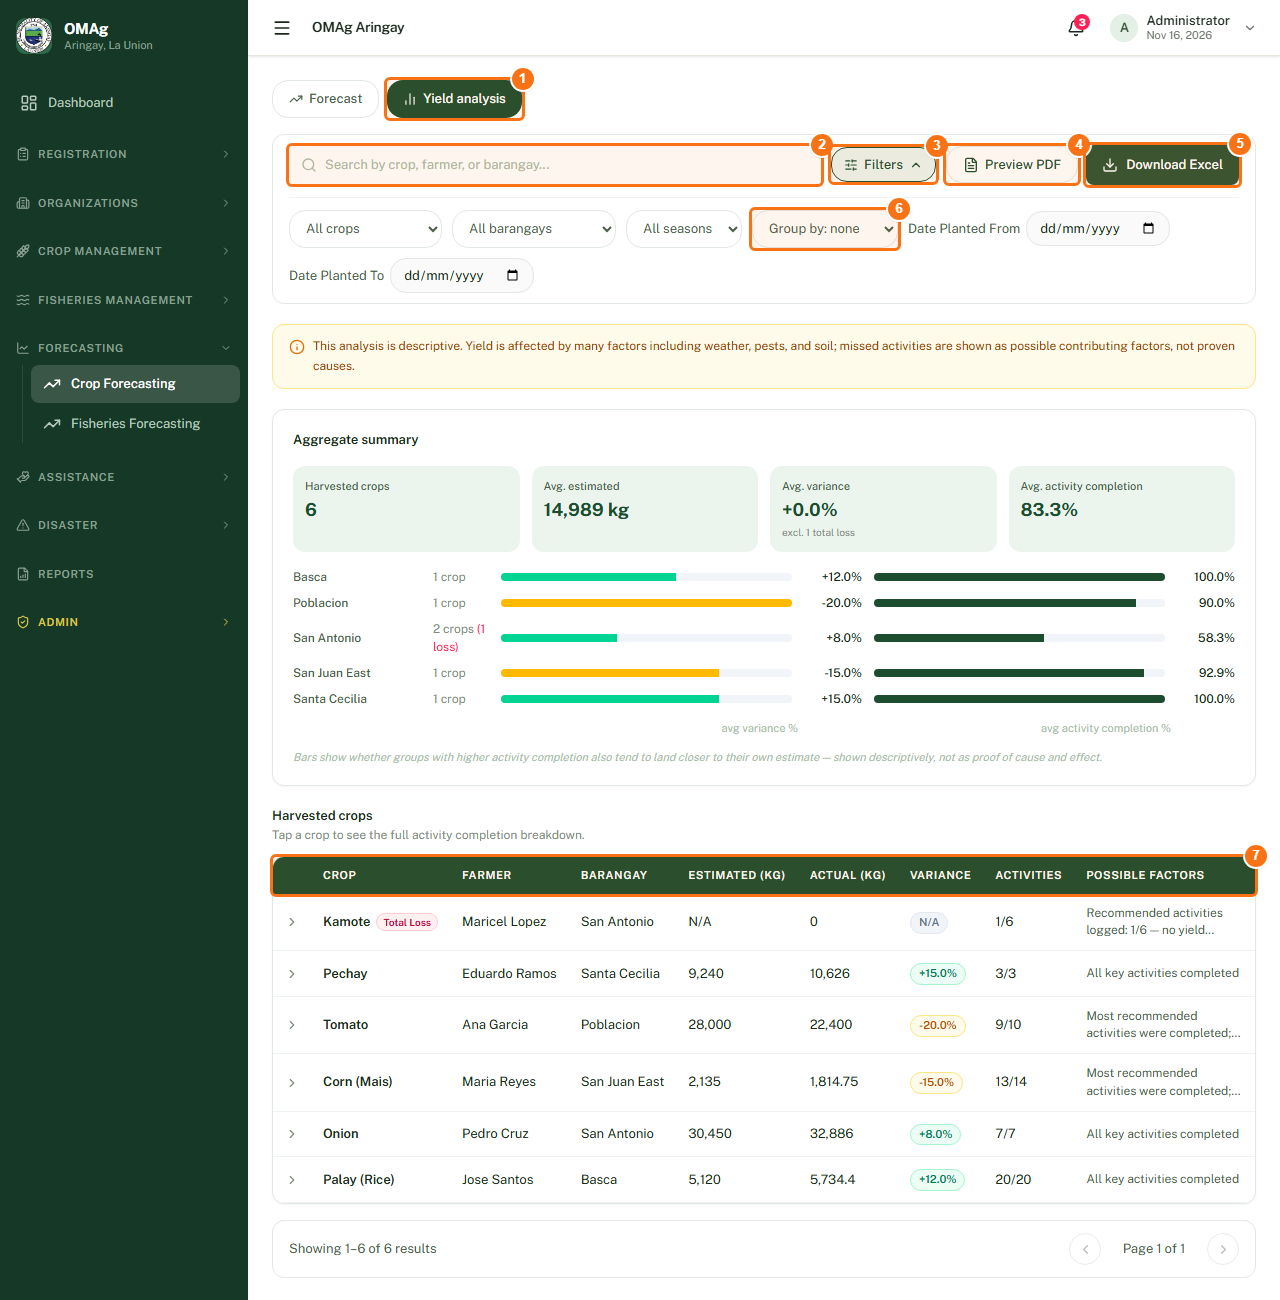 OMAg
Aringay, La Union
Dashboard
REGISTRATION
ORGANIZATIONS
CROP MANAGEMENT
FISHERIES MANAGEMENT
FORECASTING
Crop Forecasting
Fisheries Forecasting
ASSISTANCE
DISASTER
REPORTS
ADMIN
OMAg Aringay
3
A
Administrator
Nov 16, 2026
Forecast
Yield analysis
1
Search by crop, farmer, or barangay...
2
Filters
3
Preview PDF
4
Download Excel
5
All crops
All barangays
All seasons
Group by: none
6
Date Planted From
dd/mm/yyyy
Date Planted To
dd/mm/yyyy
This analysis is descriptive. Yield is affected by many factors including weather, pests, and soil; missed activities are shown as possible contributing factors, not proven
causes.
Aggregate summary
Harvested crops
6
Avg. estimated
14,989 kg
Avg. variance
+0.0%
excl. 1 total loss
Avg. activity completion
83.3%
Basca 1 crop +12.0% 100.0%
Poblacion 1 crop -20.0% 90.0%
San Antonio 2 crops (1 loss) +8.0% 58.3%
San Juan East 1 crop -15.0% 92.9%
Santa Cecilia 1 crop +15.0% 100.0%
avg variance % avg activity completion %
Bars show whether groups with higher activity completion also tend to land closer to their own estimate — shown descriptively, not as proof of cause and effect.
Harvested crops
Tap a crop to see the full activity completion breakdown.
7
CROP FARMER BARANGAY ESTIMATED (KG) ACTUAL (KG) VARIANCE ACTIVITIES POSSIBLE FACTORS
Kamote Total Loss Maricel Lopez San Antonio N/A 0 N/A 1/6 Recommended activities
logged: 1/6 — no yield...
Pechay Eduardo Ramos Santa Cecilia 9,240 10,626 +15.0% 3/3 All key activities completed
Tomato Ana Garcia Poblacion 28,000 22,400 -20.0% 9/10 Most recommended
activities were completed;...
Corn (Mais) Maria Reyes San Juan East 2,135 1,814.75 -15.0% 13/14 Most recommended
activities were completed;...
Onion Pedro Cruz San Antonio 30,450 32,886 +8.0% 7/7 All key activities completed
Palay (Rice) Jose Santos Basca 5,120 5,734.4 +12.0% 20/20 All key activities completed
Showing 1–6 of 6 results
Page 1 of 1